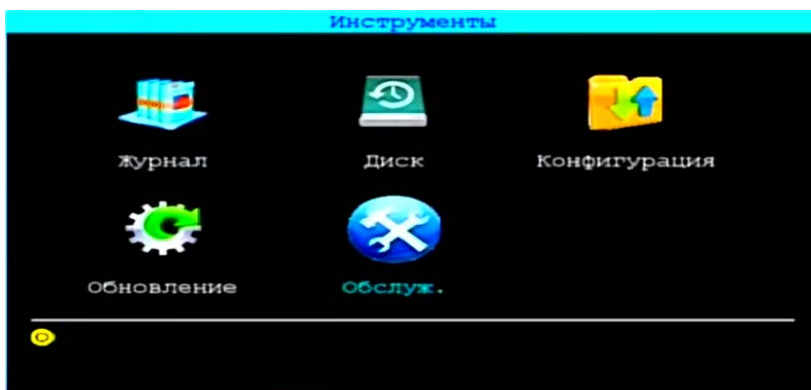 Инструменты
Журнал Диск Конфигурация
Обновление Обслуж.